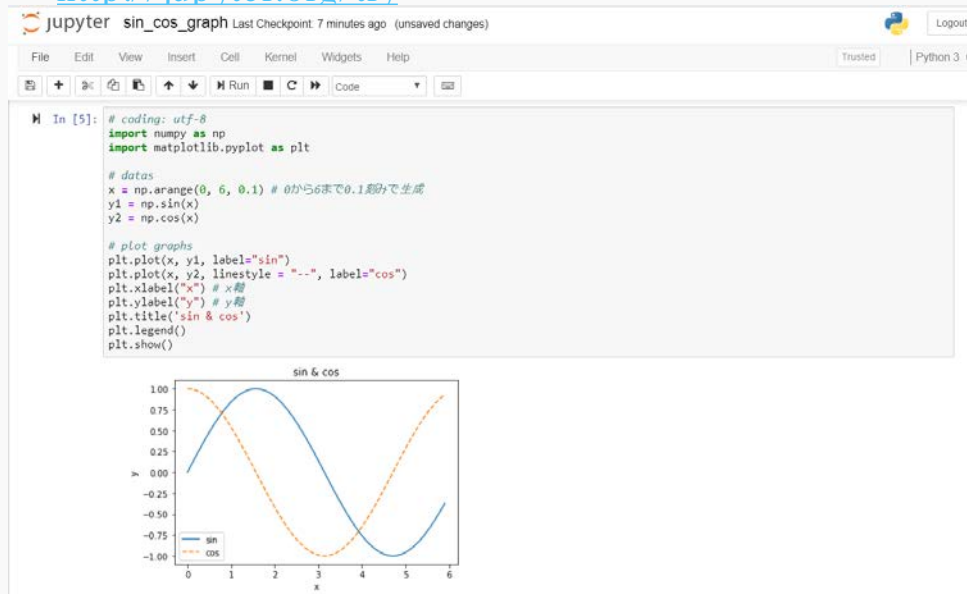 jupyter sin_cos_graph Last Checkpoint: 7 minutes ago (unsaved changes)
Logout
File Edit View Insert Cell Kernel Widgets Help
Trusted
Python 3
Run
Code
In [5]:
# coding: utf-8
import numpy as np
import matplotlib.pyplot as plt
# datas
x = np.arange(0, 6, 0.1) # 0から6まで0.1刻みで生成
y1 = np.sin(x)
y2 = np.cos(x)
# plot graphs
plt.plot(x, y1, label="sin")
plt.plot(x, y2, linestyle = "--", label="cos")
plt.xlabel("x") # x軸
plt.ylabel("y") # y軸
plt.title('sin & cos')
plt.legend()
plt.show()
sin & cos
1.00
0.75
0.50
0.25
y
0.00
−0.25
−0.50
−0.75
−1.00
sin
cos
0 1 2 3 4 5 6
x